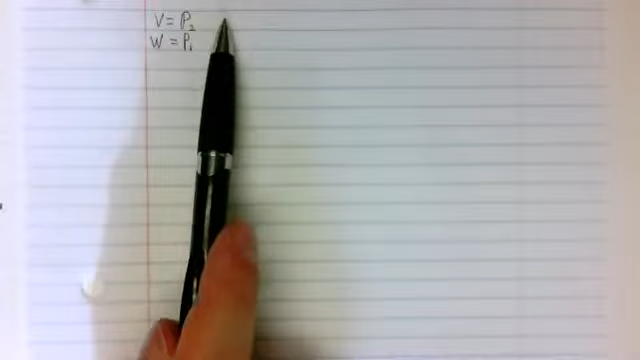 V = P₂
W = P₁